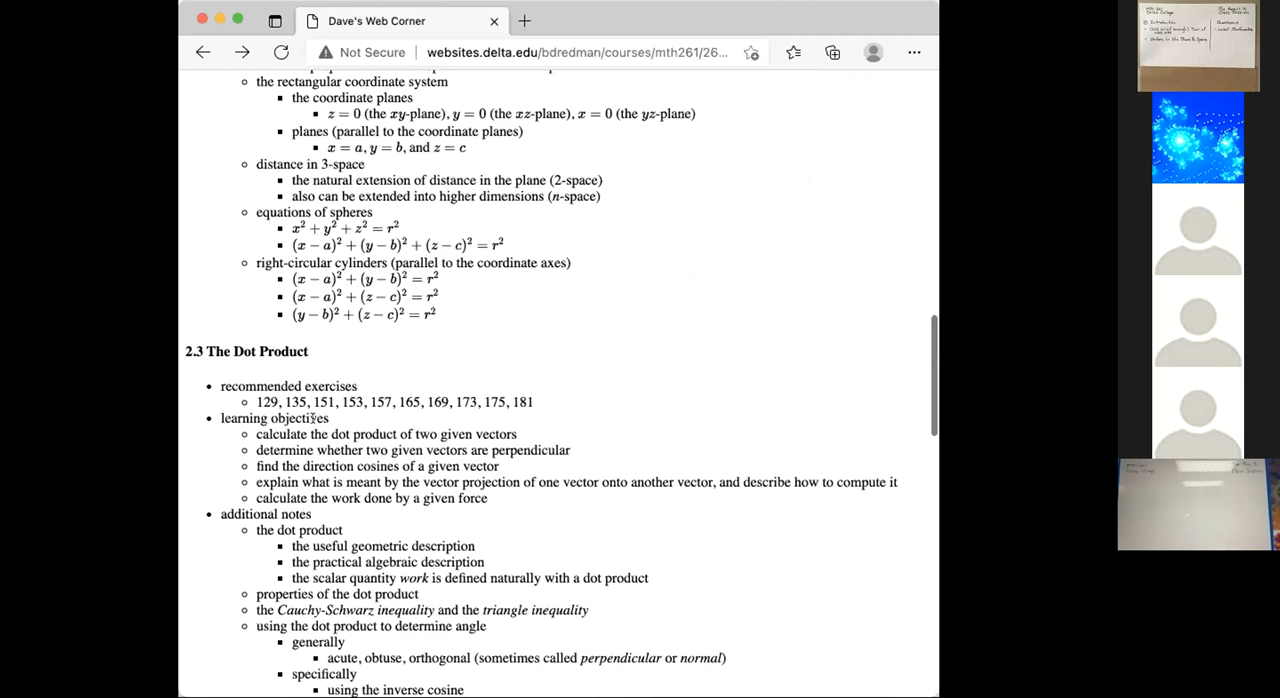 Dave's Web Corner
Not Secure websites.delta.edu/bdredman/courses/mth261/26...
the rectangular coordinate system
the coordinate planes
z = 0 (the xy-plane), y = 0 (the xz-plane), x = 0 (the yz-plane)
planes (parallel to the coordinate planes)
x = a, y = b, and z = c
distance in 3-space
the natural extension of distance in the plane (2-space)
also can be extended into higher dimensions (n-space)
equations of spheres
x² + y² + z² = r²
(x − a)² + (y − b)² + (z − c)² = r²
right-circular cylinders (parallel to the coordinate axes)
(x − a)² + (y − b)² = r²
(x − a)² + (z − c)² = r²
(y − b)² + (z − c)² = r²
2.3 The Dot Product
recommended exercises
129, 135, 151, 153, 157, 165, 169, 173, 175, 181
learning objectives
calculate the dot product of two given vectors
determine whether two given vectors are perpendicular
find the direction cosines of a given vector
explain what is meant by the vector projection of one vector onto another vector, and describe how to compute it
calculate the work done by a given force
additional notes
the dot product
the useful geometric description
the practical algebraic description
the scalar quantity work is defined naturally with a dot product
properties of the dot product
the Cauchy-Schwarz inequality and the triangle inequality
using the dot product to determine angle
generally
acute, obtuse, orthogonal (sometimes called perpendicular or normal)
specifically
using the inverse cosine